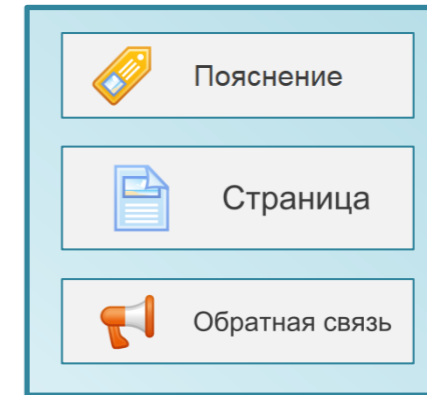 Пояснение
Страница
Обратная связь